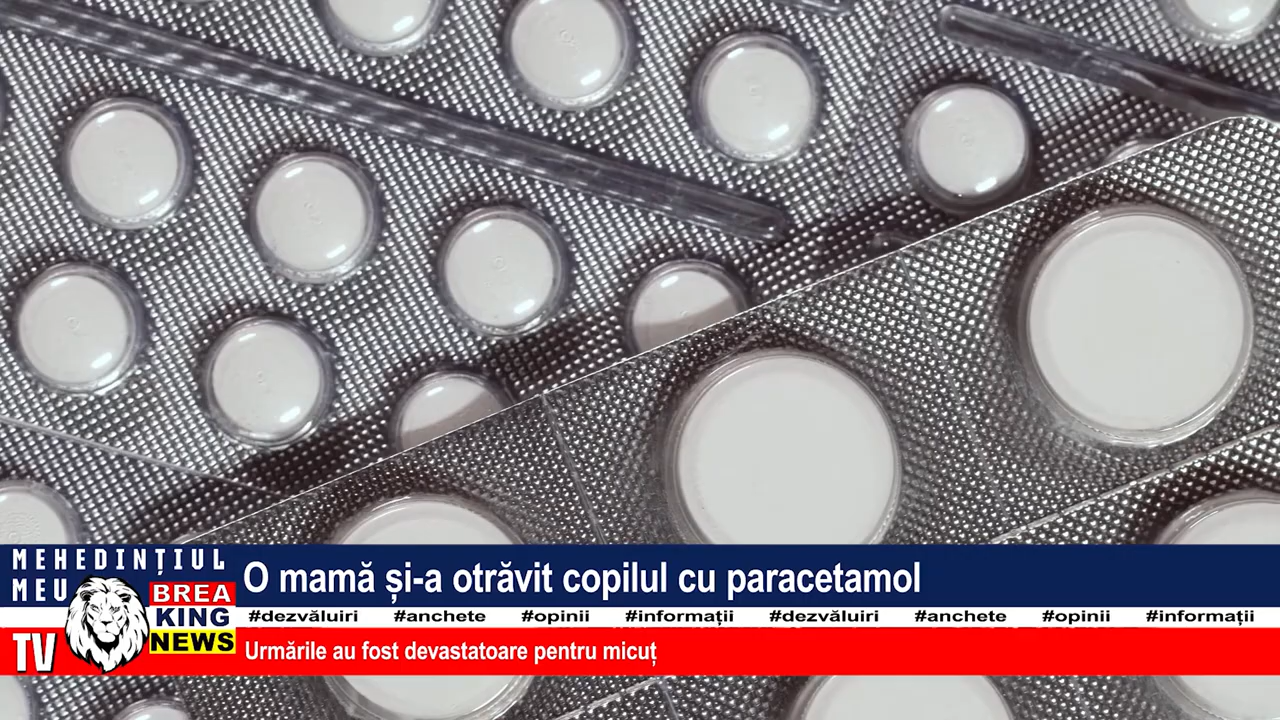 MEHEDINȚIUL
MEU
BREA
KING
NEWS
TV
O mamă și-a otrăvit copilul cu paracetamol
#dezvăluiri #anchete #opinii #informații #dezvăluiri #anchete #opinii #informații
Urmările au fost devastatoare pentru micuț